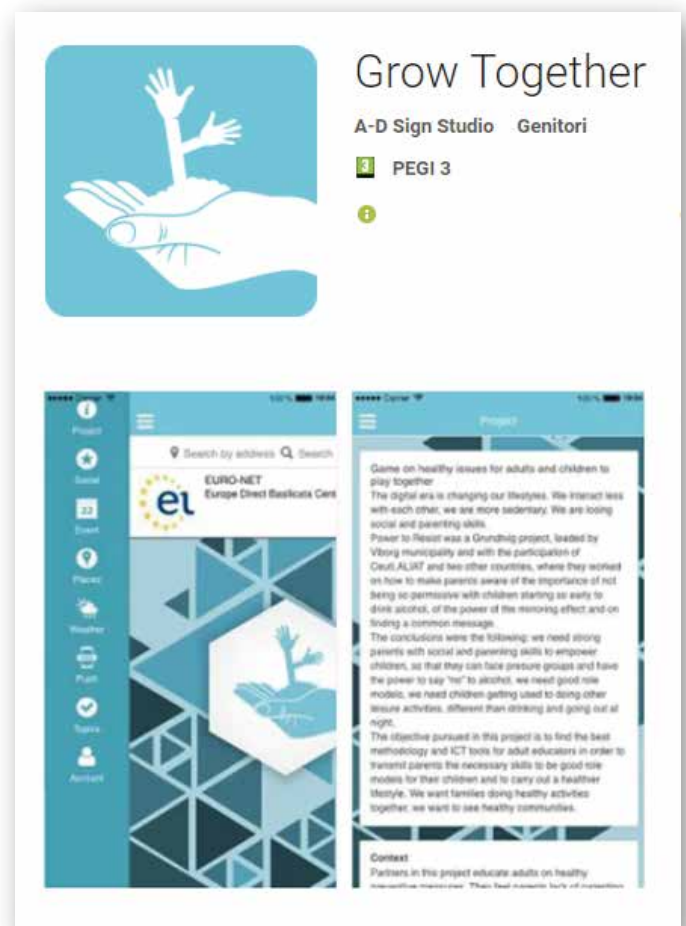 Grow Together
A-D Sign Studio Genitori
3 PEGI 3
Carrier 100 %
Project
Social
22
Event
Places
Weather
Push
Topics
Account
Search by address Search
EURO-NET
Europe Direct Basilicata Cent
Carrier 100 %
Project
Game on healthy issues for adults and children to
play together
The digital era is changing our lifestyles. We interact less
with each other, we are more sedentary. We are losing
social and parenting skills.
Power to Resist was a Grundtvig project, leaded by
Viborg municipality and with the participation of
Ceuti,ALIAT and two other countries, where they worked
on how to make parents aware of the importance of not
being so permissive with children starting so early to
drink alcohol, of the power of the mirroring effect and on
finding a common message.
The conclusions were the following: we need strong
parents with social and parenting skills to empower
children, so that they can face presure groups and have
the power to say "no" to alcohol, we need good role
models, we need children getting used to doing other
leisure activities, different than drinking and going out at
night.
The objective pursued in this project is to find the best
methodology and ICT tools for adult educators in order to
transmit parents the necessary skills to be good role
models for their children and to carry out a healthier
lifestyle. We want families doing healthy activities
together, we want to see healthy communities.
Context
Partners in this project educate adults on healthy
preventive measures. They feel parents lack of parenting